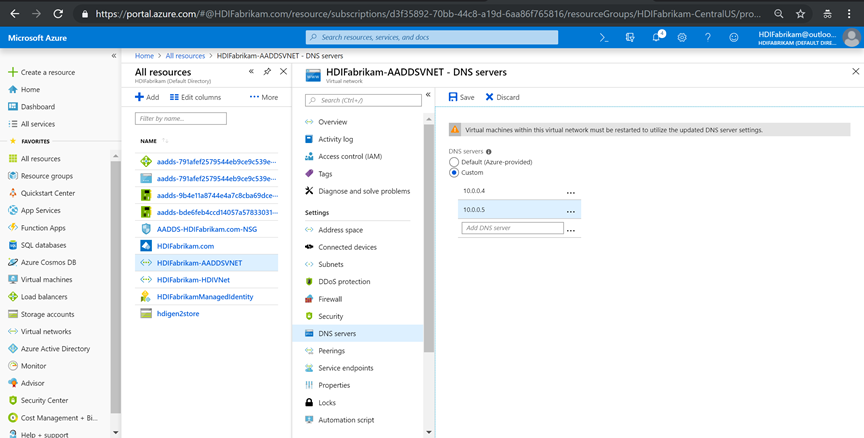 https://portal.azure.com/#@HDIFabrikam.com/resource/subscriptions/d3f35892-70bb-44c8-a19d-6aa86f765816/resourceGroups/HDIFabrikam-CentralUS/pro...
Microsoft Azure
Search resources, services, and docs
4
HDIFabrikam@outloo...
HDIFABRIKAM (DEFAULT DIRE...
Home > All resources > HDIFabrikam-AADDSVNET - DNS servers
Create a resource
Home
Dashboard
All services
FAVORITES
All resources
Resource groups
Quickstart Center
App Services
Function Apps
SQL databases
Azure Cosmos DB
Virtual machines
Load balancers
Storage accounts
Virtual networks
Azure Active Directory
Monitor
Advisor
Security Center
Cost Management + Bi...
Help + support
All resources
HDIFabrikam (Default Directory)
Add
Edit columns
More
Filter by name...
NAME
aadds-791afef2579544eb9ce9c539e...
aadds-791afef2579544eb9ce9c539e...
aadds-9b4e11a8744e4a7c8cba69dce...
aadds-bde6feb4ccd14057a57833031...
AADDS-HDIFabrikam.com-NSG
HDIFabrikam.com
HDIFabrikam-AADDSVNET
HDIFabrikam-HDIVNet
HDIFabrikamManagedIdentity
hdigen2store
HDIFabrikam-AADDSVNET - DNS servers
Virtual network
Search (Ctrl+/)
Overview
Activity log
Access control (IAM)
Tags
Diagnose and solve problems
Settings
Address space
Connected devices
Subnets
DDoS protection
Firewall
Security
DNS servers
Peerings
Service endpoints
Properties
Locks
Automation script
Save
Discard
Virtual machines within this virtual network must be restarted to utilize the updated DNS server settings.
DNS servers
Default (Azure-provided)
Custom
10.0.0.4
10.0.0.5
Add DNS server